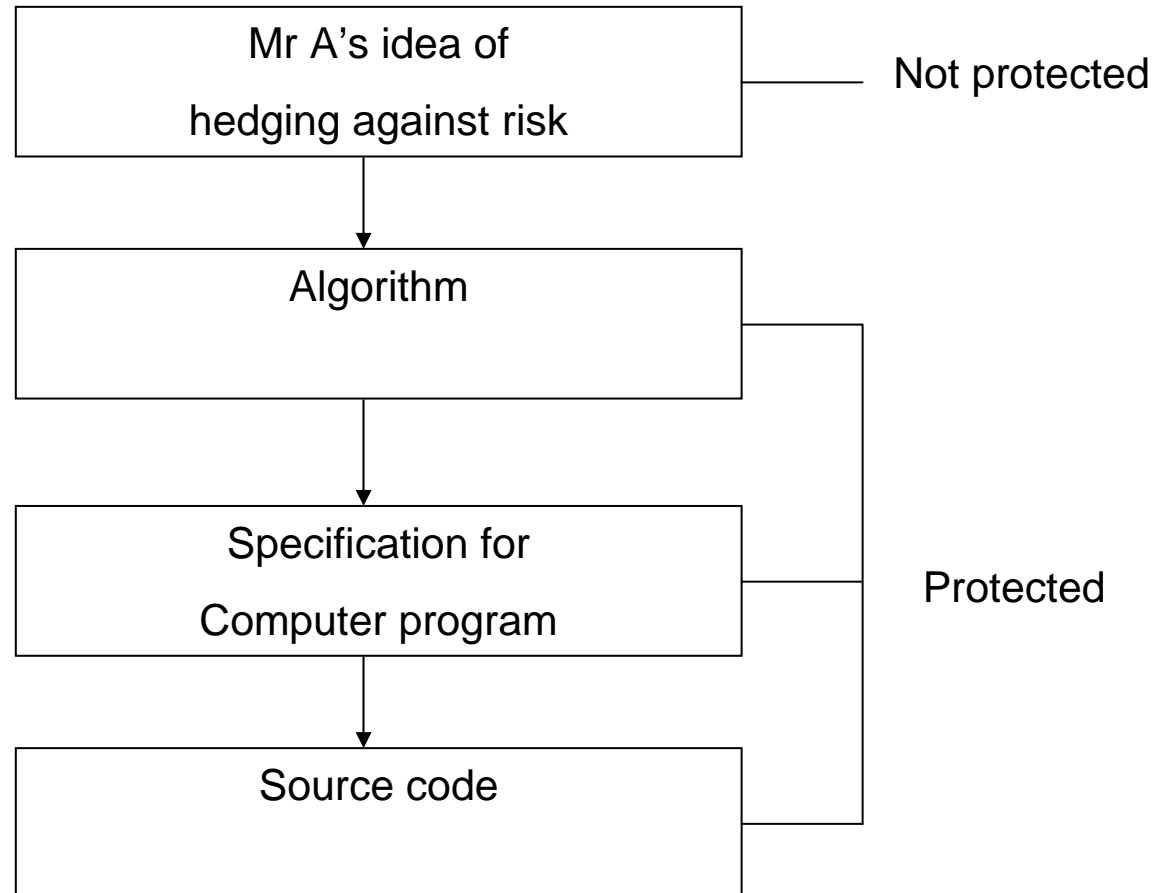 Mr A’s idea of
hedging against risk
Not protected
Algorithm
Specification for
Computer program
Protected
Source code